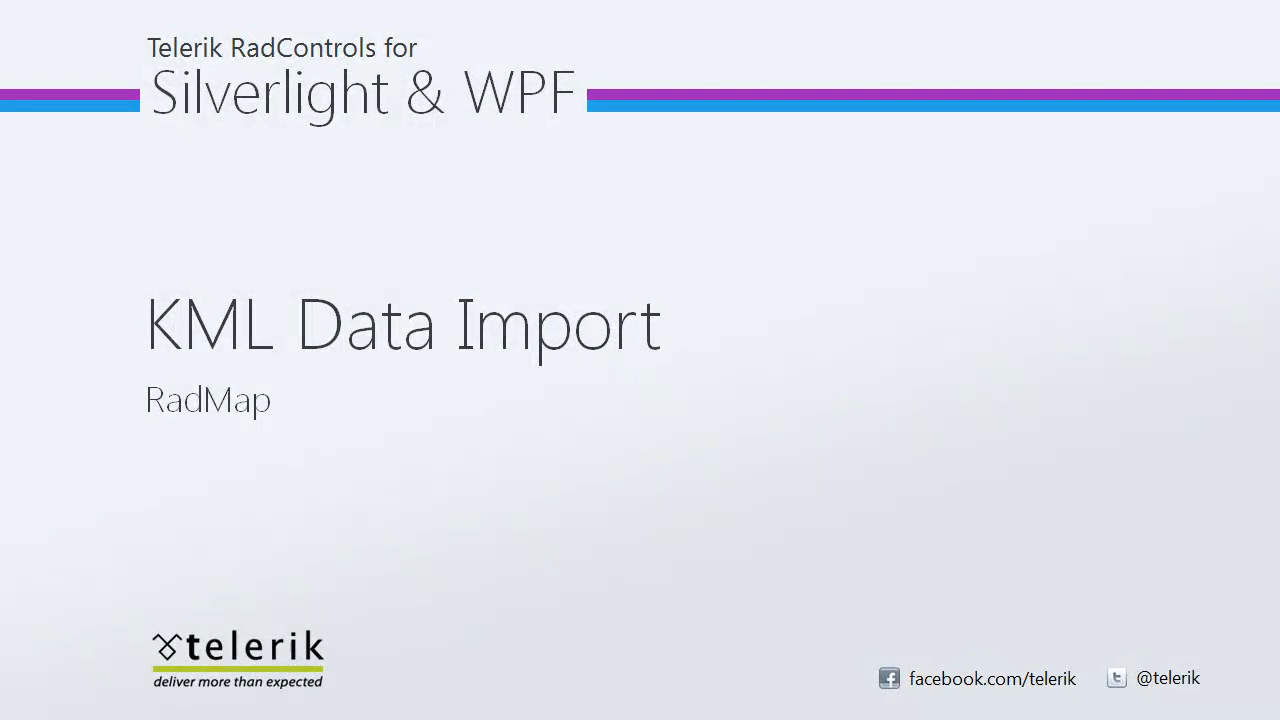 Telerik RadControls for
Silverlight & WPF
KML Data Import
RadMap
telerik
deliver more than expected
facebook.com/telerik
@telerik